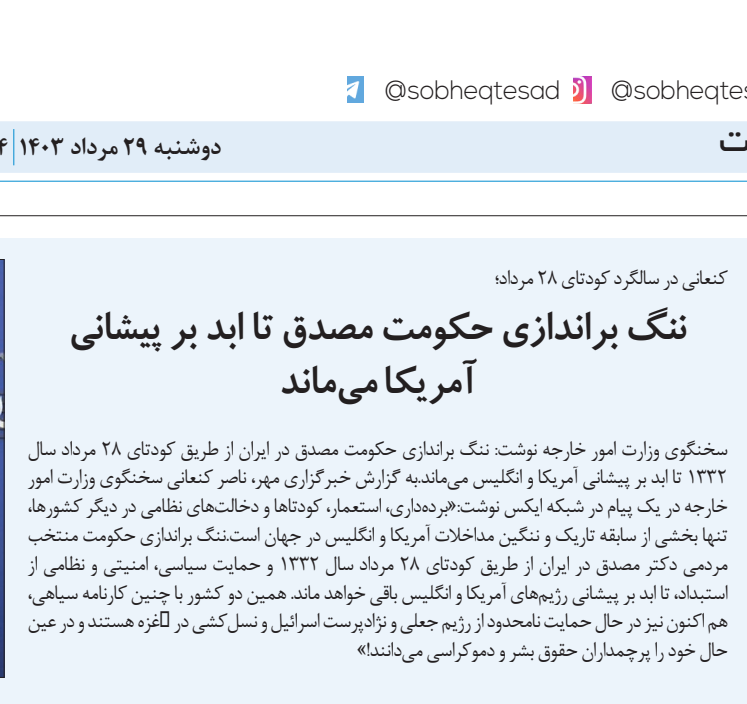 @sobheqtesad @sobheqtes
ت
دوشنبه ۲۹ مرداد ۱۴۰۳ | ۴
کنعانی در سالگرد کودتای ۲۸ مرداد؛
ننگ براندازی حکومت مصدق تا ابد بر پیشانی
آمریکا می‌ماند
سخنگوی وزارت امور خارجه نوشت: ننگ براندازی حکومت مصدق در ایران از طریق کودتای ۲۸ مرداد سال
۱۳۳۲ تا ابد بر پیشانی آمریکا و انگلیس می‌ماند.به گزارش خبرگزاری مهر، ناصر کنعانی سخنگوی وزارت امور
خارجه در یک پیام در شبکه ایکس نوشت:«برده‌داری، استعمار، کودتاها و دخالت‌های نظامی در دیگر کشورها،
تنها بخشی از سابقه تاریک و ننگین مداخلات آمریکا و انگلیس در جهان است.ننگ براندازی حکومت منتخب
مردمی دکتر مصدق در ایران از طریق کودتای ۲۸ مرداد سال ۱۳۳۲ و حمایت سیاسی، امنیتی و نظامی از
استبداد، تا ابد بر پیشانی رژیم‌های آمریکا و انگلیس باقی خواهد ماند. همین دو کشور با چنین کارنامه سیاهی،
هم اکنون نیز در حال حمایت نامحدود از رژیم جعلی و نژادپرست اسرائیل و نسل‌کشی در غزه هستند و در عین
حال خود را پرچمداران حقوق بشر و دموکراسی می‌دانند!»